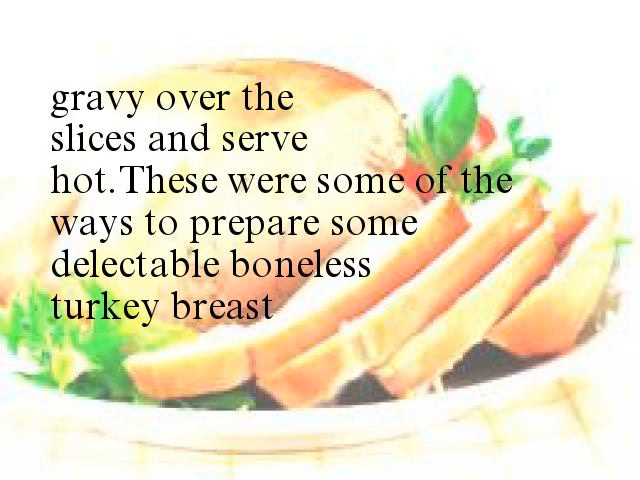 gravy over the
slices and serve
hot.These were some of the
ways to prepare some
delectable boneless
turkey breast